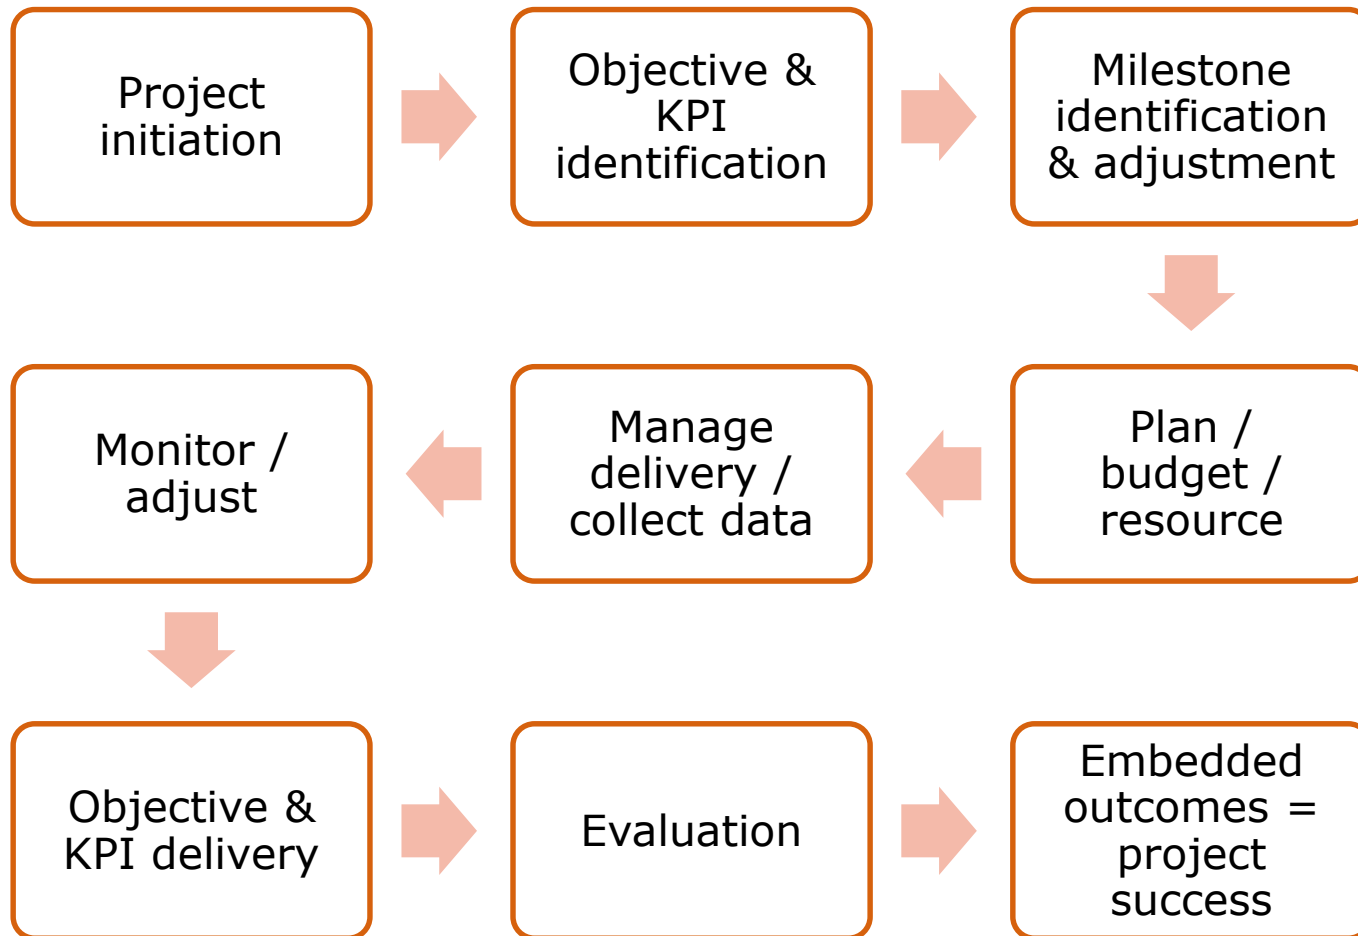 Project
initiation
Objective &
KPI
identification
Milestone
identification
& adjustment
Plan /
budget /
resource
Manage
delivery /
collect data
Monitor /
adjust
Objective &
KPI delivery
Evaluation
Embedded
outcomes =
project
success